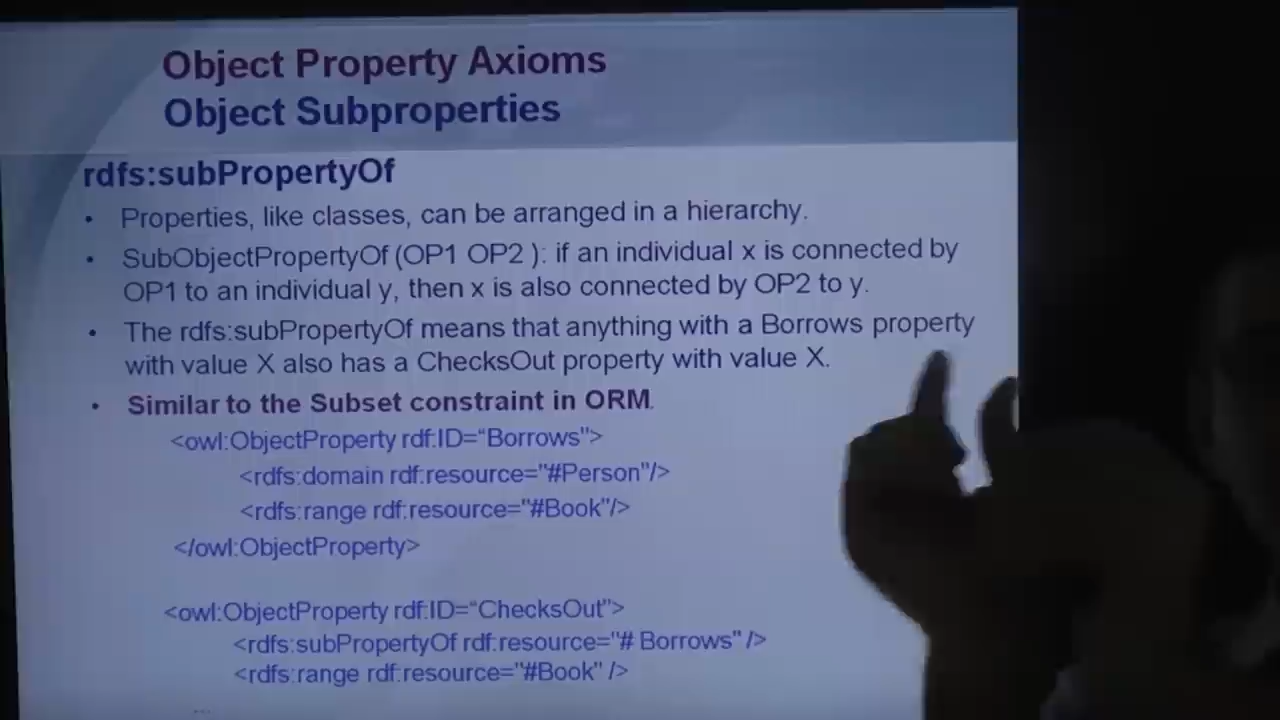 Object Property Axioms
Object Subproperties
rdfs:subPropertyOf
• Properties, like classes, can be arranged in a hierarchy.
• SubObjectPropertyOf (OP1 OP2 ): if an individual x is connected by
OP1 to an individual y, then x is also connected by OP2 to y.
• The rdfs:subPropertyOf means that anything with a Borrows property
with value X also has a ChecksOut property with value X.
• Similar to the Subset constraint in ORM.
<owl:ObjectProperty rdf:ID=“Borrows">
<rdfs:domain rdf:resource="#Person"/>
<rdfs:range rdf:resource="#Book"/>
</owl:ObjectProperty>
<owl:ObjectProperty rdf:ID=“ChecksOut">
<rdfs:subPropertyOf rdf:resource="# Borrows" />
<rdfs:range rdf:resource="#Book" />
...